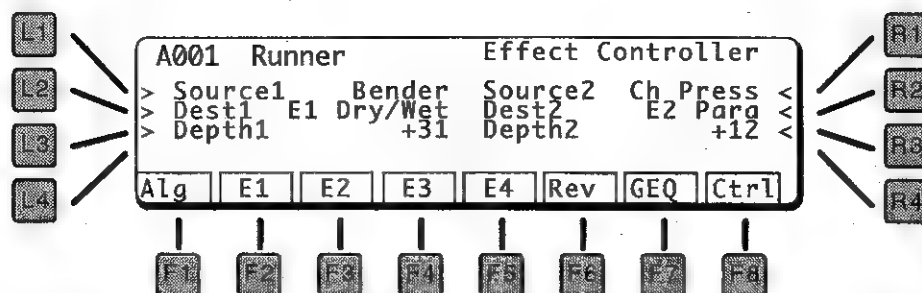 L1
L2
L3
L4
A001 Runner Effect Controller
> Source1 Bender Source2 Ch Press <
> Dest1 E1 Dry/Wet Dest2 E2 Para <
> Depth1 +31 Depth2 +12 <
Alg E1 E2 E3 E4 Rev GEQ Ctrl
R1
R2
R3
R4
F1 F2 F3 F4 F5 F6 F7 F8